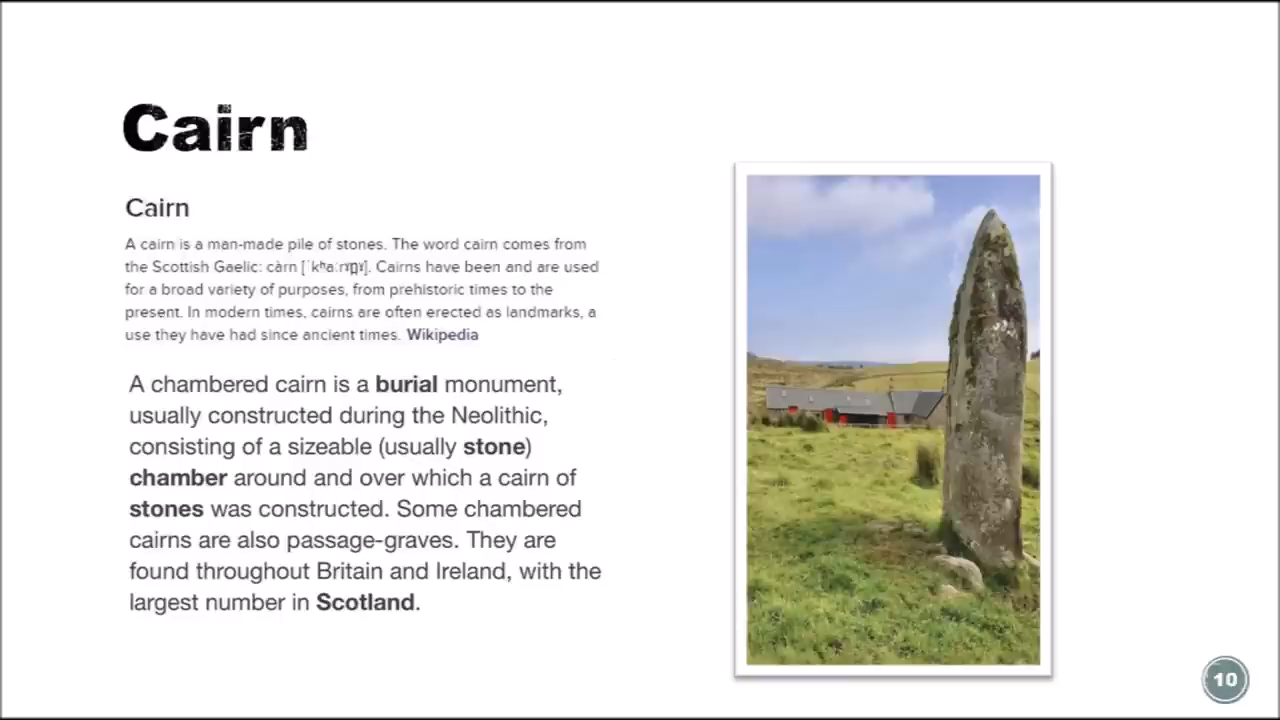 Cairn
Cairn
A cairn is a man-made pile of stones. The word cairn comes from
the Scottish Gaelic: càrn. Cairns have been and are used
for a broad variety of purposes, from prehistoric times to the
present. In modern times, cairns are often erected as landmarks, a
use they have had since ancient times. Wikipedia
A chambered cairn is a burial monument,
usually constructed during the Neolithic,
consisting of a sizeable (usually stone)
chamber around and over which a cairn of
stones was constructed. Some chambered
cairns are also passage-graves. They are
found throughout Britain and Ireland, with the
largest number in Scotland.
10